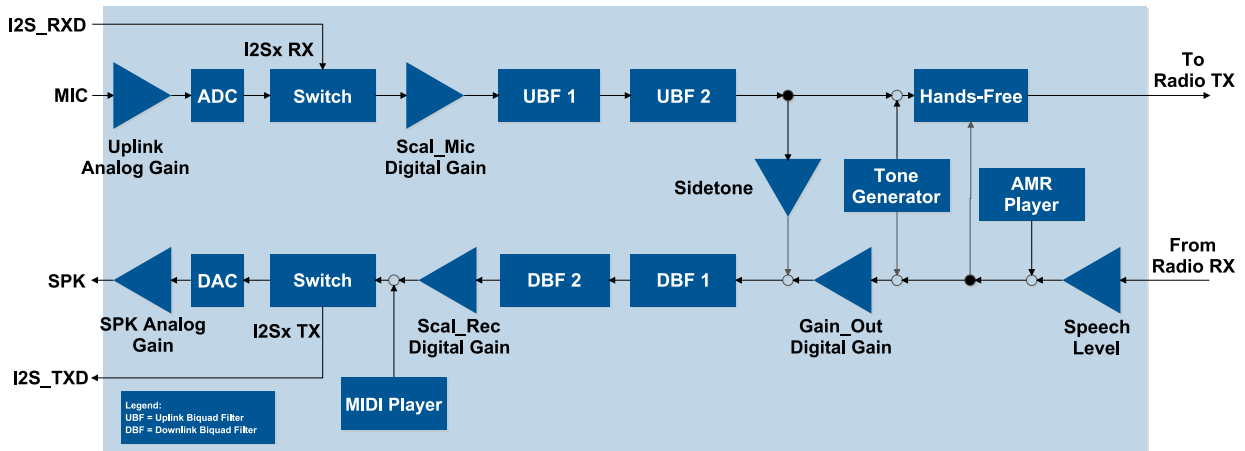 I2S_RXD
I2Sx RX
To
Radio TX
MIC
ADC
Switch
UBF 1
UBF 2
Hands-Free
Uplink
Analog Gain
Scal_Mic
Digital Gain
Sidetone
Tone
Generator
AMR
Player
From
Radio RX
SPK
DAC
Switch
DBF 2
DBF 1
SPK Analog
Gain
I2Sx TX
Scal_Rec
Digital Gain
Gain_Out
Digital Gain
Speech
Level
I2S_TXD
MIDI Player
Legend:
UBF = Uplink Biquad Filter
DBF = Downlink Biquad Filter